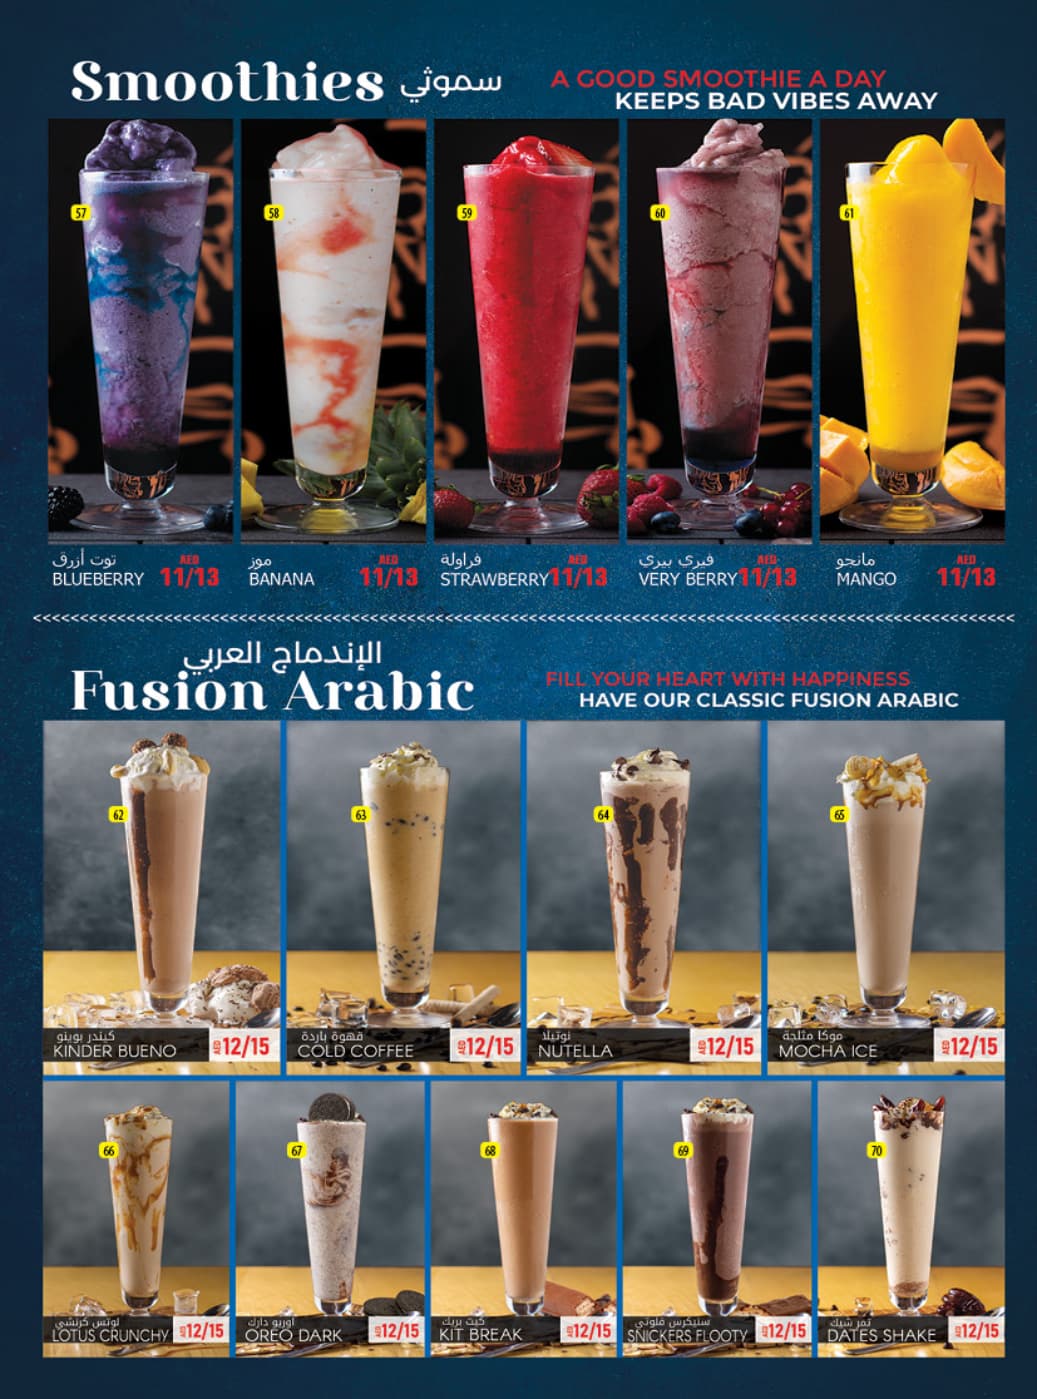 Smoothies سموثي
A GOOD SMOOTHIE A DAY
KEEPS BAD VIBES AWAY
57
58
59
60
61
توت أزرق
BLUEBERRY
AED
11/13
موز
BANANA
AED
11/13
فراولة
STRAWBERRY
AED
11/13
فيري بيري
VERY BERRY
AED
11/13
مانجو
MANGO
AED
11/13
الإندماج العربي
Fusion Arabic
FILL YOUR HEART WITH HAPPINESS
HAVE OUR CLASSIC FUSION ARABIC
62
كيندر بوينو
KINDER BUENO
AED 12/15
63
قهوة باردة
COLD COFFEE
AED 12/15
64
نوتيلا
NUTELLA
AED 12/15
65
موكا مثلجة
MOCHA ICE
AED 12/15
66
لوتس كرنشي
LOTUS CRUNCHY
AED 12/15
67
اوريو دارك
OREO DARK
AED 12/15
68
كيت بريك
KIT BREAK
AED 12/15
69
سنيكرس فلوتي
SNICKERS FLOOTY
AED 12/15
70
تمر شيك
DATES SHAKE
AED 12/15